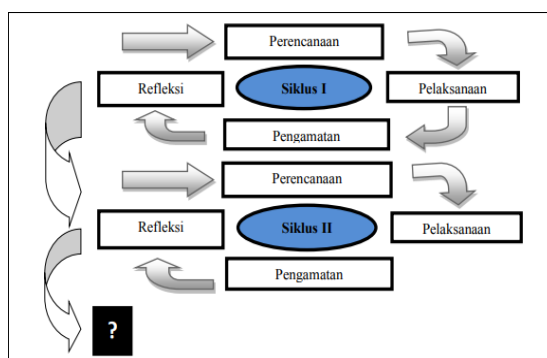 Perencanaan
Refleksi
Siklus I
Pelaksanaan
Pengamatan
Perencanaan
Refleksi
Siklus II
Pelaksanaan
Pengamatan
?